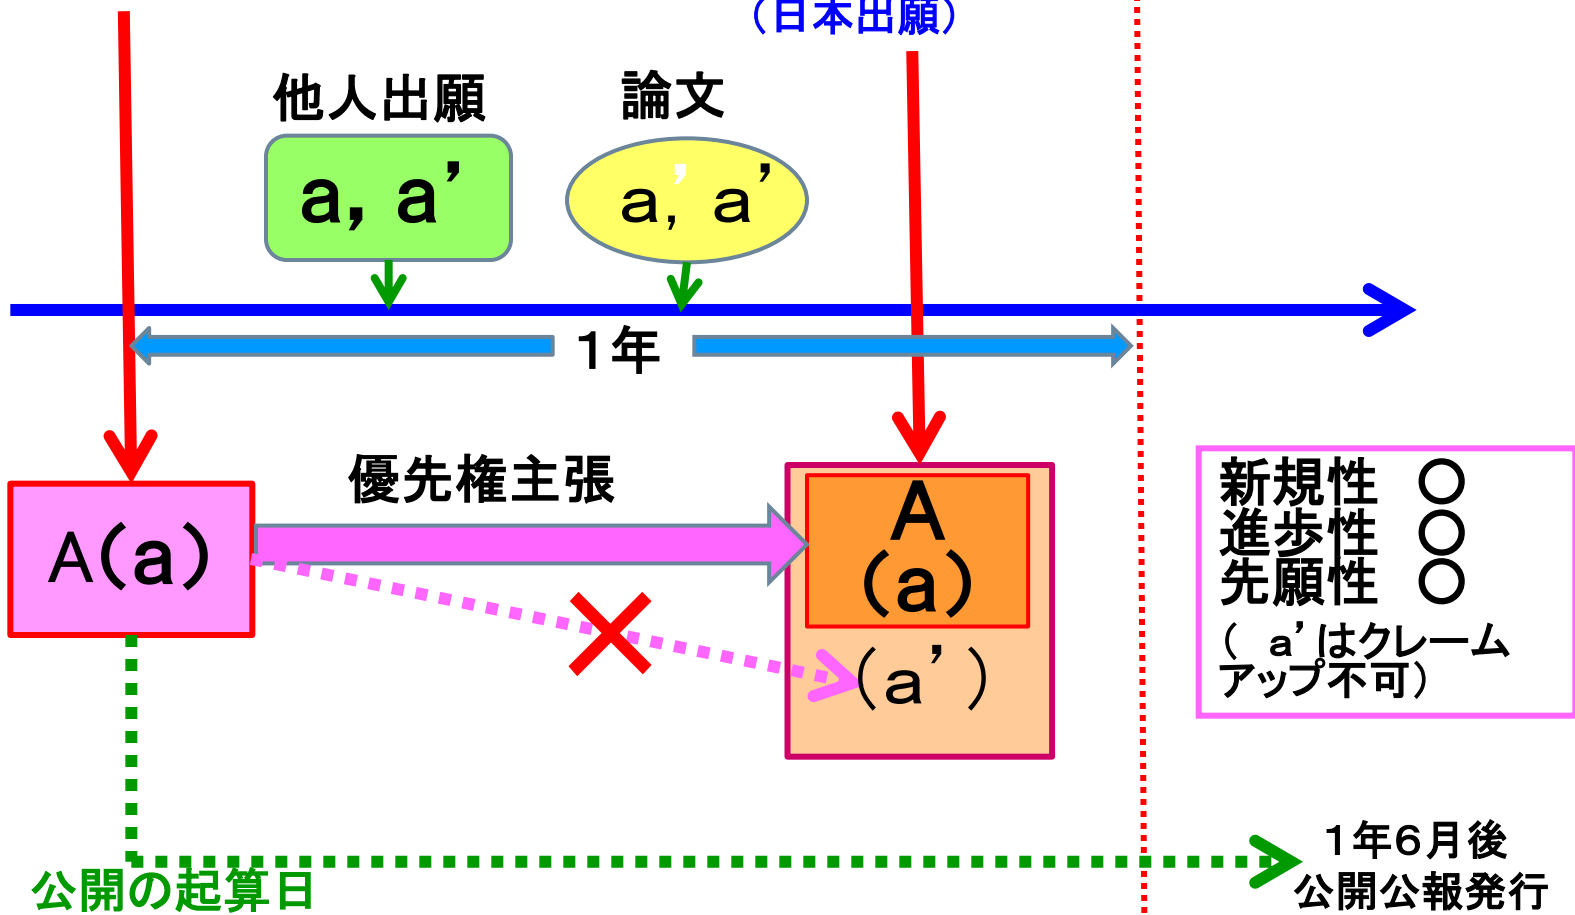 （日本出願）
他人出願
論文
a, a’
a, a’
１年
優先権主張
A(a)
A
(a)
(a’)
新規性 〇
進歩性 〇
先願性 〇
（ a’はクレーム
アップ不可）
１年６月後
公開公報発行
公開の起算日